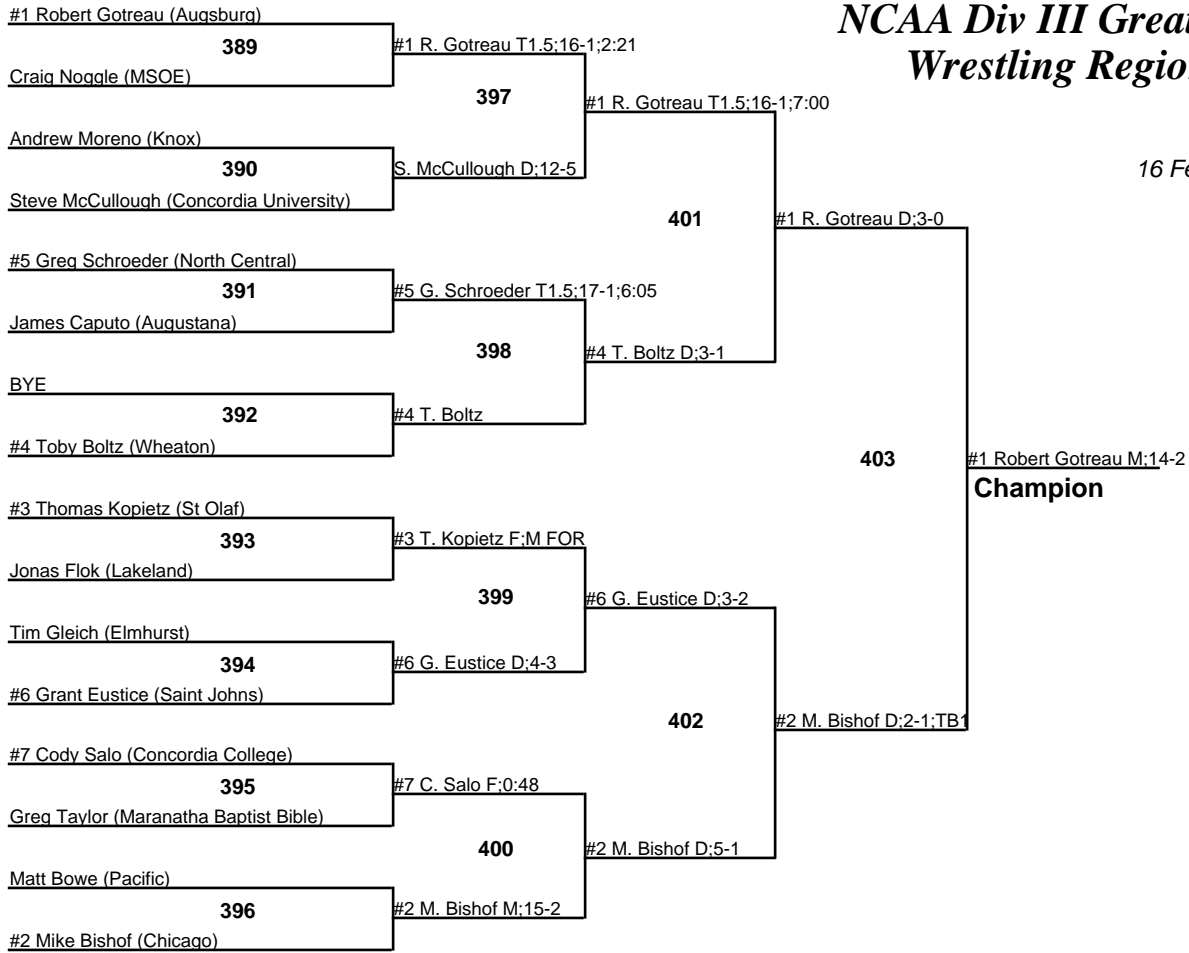 NCAA Div III Grea
Wrestling Regio
16 Fe
#1 Robert Gotreau (Augsburg)
389
Craig Noggle (MSOE)
#1 R. Gotreau T1.5;16-1;2:21
397
#1 R. Gotreau T1.5;16-1;7:00
Andrew Moreno (Knox)
390
S. McCullough D;12-5
Steve McCullough (Concordia University)
401
#1 R. Gotreau D;3-0
#5 Greg Schroeder (North Central)
391
#5 G. Schroeder T1.5;17-1;6:05
James Caputo (Augustana)
398
#4 T. Boltz D;3-1
BYE
392
#4 T. Boltz
#4 Toby Boltz (Wheaton)
403
#1 Robert Gotreau M;14-2
Champion
#3 Thomas Kopietz (St Olaf)
393
#3 T. Kopietz F;M FOR
Jonas Flok (Lakeland)
399
#6 G. Eustice D;3-2
Tim Gleich (Elmhurst)
394
#6 G. Eustice D;4-3
#6 Grant Eustice (Saint Johns)
402
#2 M. Bishof D;2-1;TB1
#7 Cody Salo (Concordia College)
395
#7 C. Salo F;0:48
Greg Taylor (Maranatha Baptist Bible)
400
#2 M. Bishof D;5-1
Matt Bowe (Pacific)
396
#2 M. Bishof M;15-2
#2 Mike Bishof (Chicago)